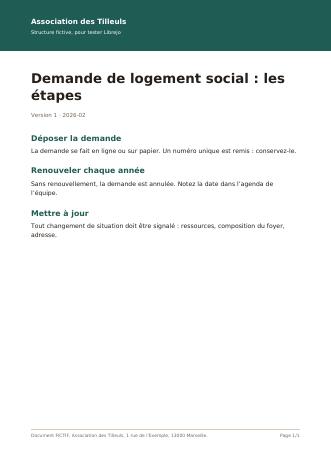 Association des Tilleuls
Structure fictive, pour tester Librejo
Demande de logement social : les
étapes
Version 1 · 2026-02
Déposer la demande
La demande se fait en ligne ou sur papier. Un numéro unique est remis : conservez-le.
Renouveler chaque année
Sans renouvellement, la demande est annulée. Notez la date dans l'agenda de
l'équipe.
Mettre à jour
Tout changement de situation doit être signalé : ressources, composition du foyer,
adresse.
Document FICTIF, Association des Tilleuls, 1 rue de l'Exemple, 13000 Marseille.
Page 1/1